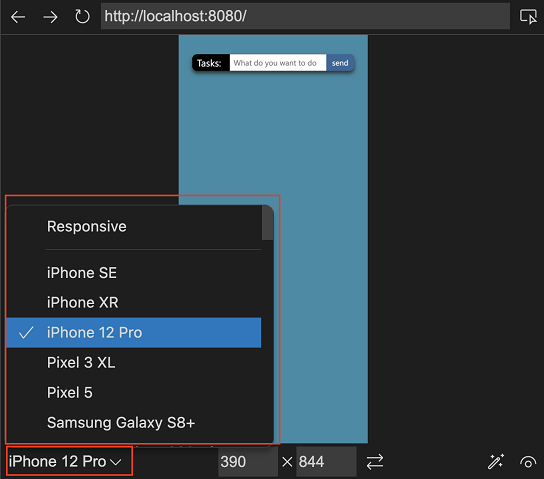 http://localhost:8080/
Tasks: What do you want to do send
Responsive
iPhone SE
iPhone XR
iPhone 12 Pro
Pixel 3 XL
Pixel 5
Samsung Galaxy S8+
iPhone 12 Pro 390 × 844